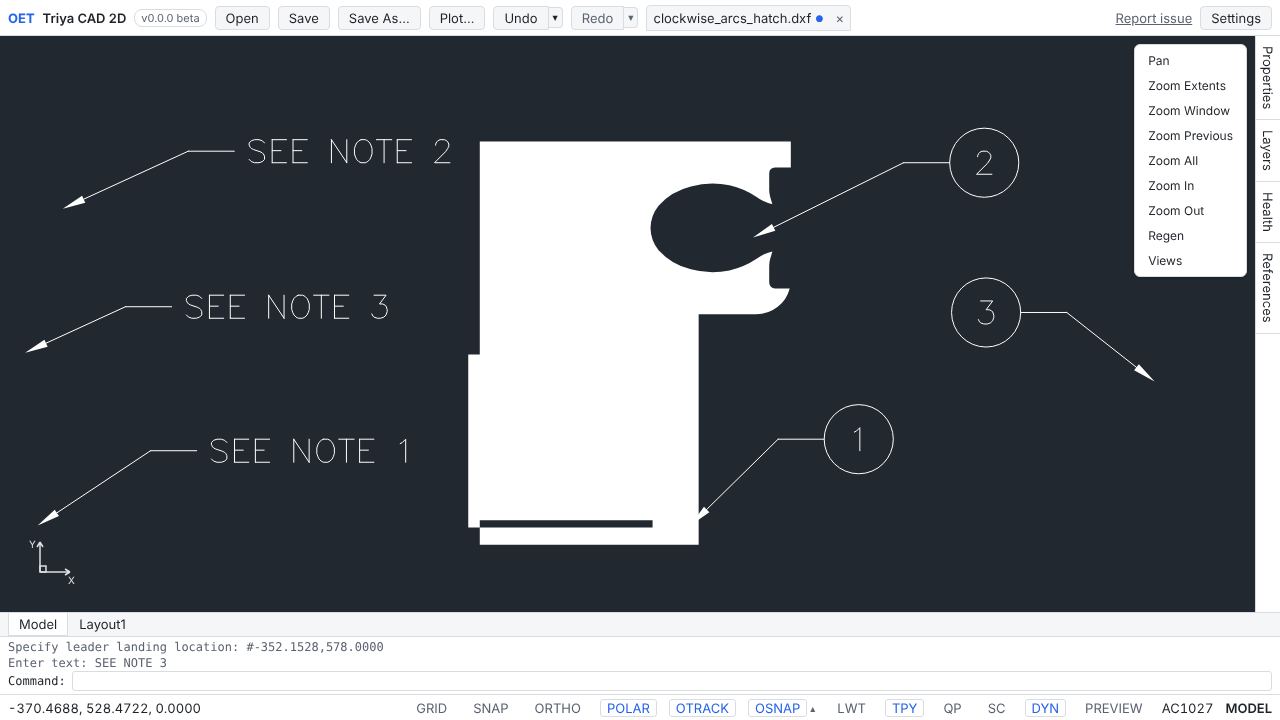 OET Triya CAD 2D v0.0.0 beta Open Save Save As... Plot... Undo ▾ Redo ▾ clockwise_arcs_hatch.dxf × Report issue Settings
Pan
Zoom Extents
Zoom Window
Zoom Previous
Zoom All
Zoom In
Zoom Out
Regen
Views
Properties
Layers
Health
References
SEE NOTE 2
2
SEE NOTE 3
3
SEE NOTE 1
1
Y
X
Model Layout1
Specify leader landing location: #-352.1528,578.0000
Enter text: SEE NOTE 3
Command:
-370.4688, 528.4722, 0.0000 GRID SNAP ORTHO POLAR OTRACK OSNAP ▴ LWT TPY QP SC DYN PREVIEW AC1027 MODEL